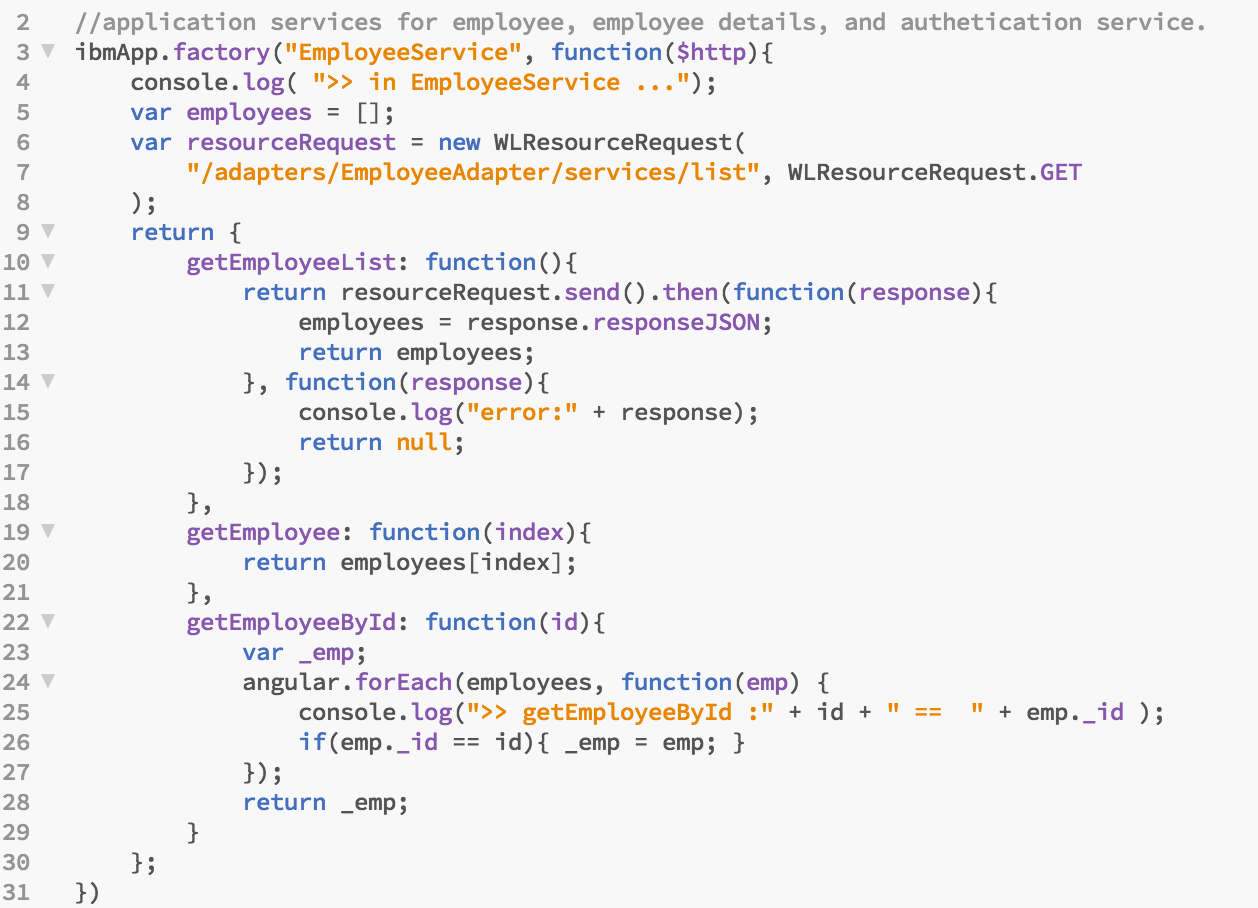 2 //application services for employee, employee details, and authetication service.
3 ibmApp.factory("EmployeeService", function($http){
4     console.log( ">> in EmployeeService ...");
5     var employees = [];
6     var resourceRequest = new WLResourceRequest(
7         "/adapters/EmployeeAdapter/services/list", WLResourceRequest.GET
8     );
9     return {
10         getEmployeeList: function(){
11             return resourceRequest.send().then(function(response){
12                 employees = response.responseJSON;
13                 return employees;
14             }, function(response){
15                 console.log("error:" + response);
16                 return null;
17             });
18         },
19         getEmployee: function(index){
20             return employees[index];
21         },
22         getEmployeeById: function(id){
23             var _emp;
24             angular.forEach(employees, function(emp) {
25                 console.log(">> getEmployeeById :" + id + " ==  " + emp._id );
26                 if(emp._id == id){ _emp = emp; }
27             });
28             return _emp;
29         }
30     };
31 })